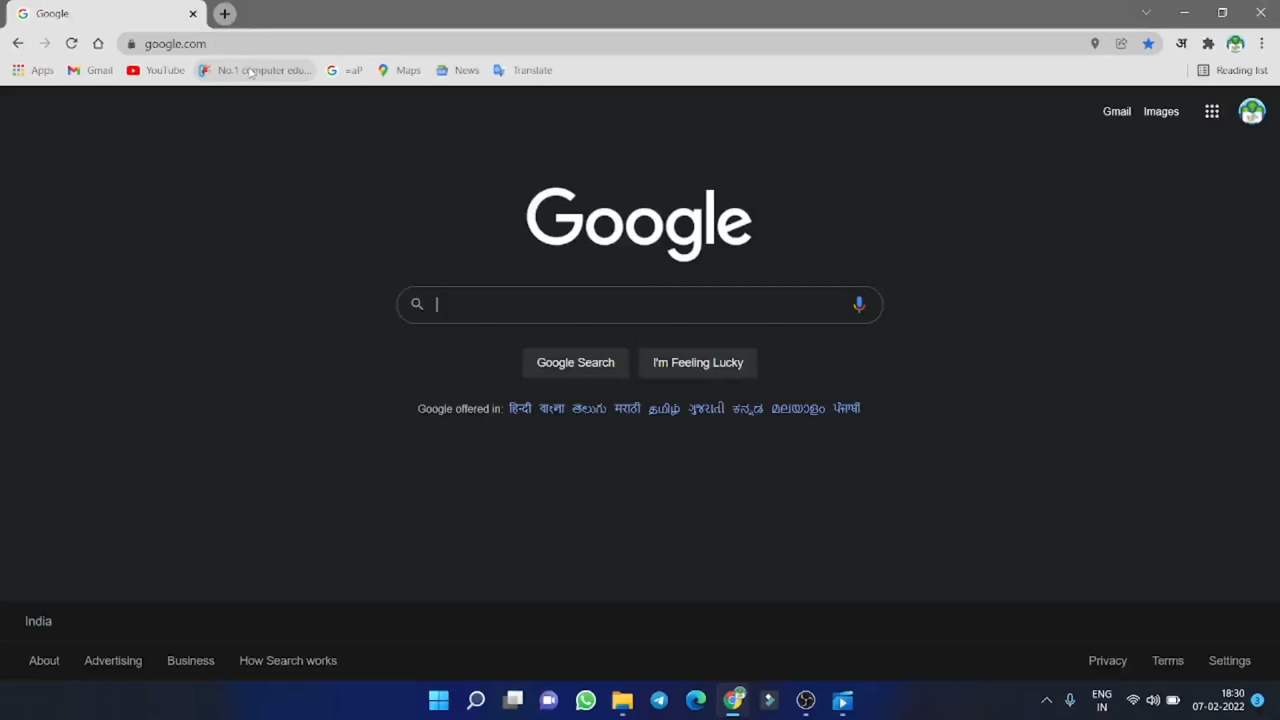 Google
google.com
Apps Gmail YouTube No.1 computer edu... =aP Maps News Translate Reading list
Gmail Images
Google
Google Search I'm Feeling Lucky
Google offered in: हिन्दी বাংলা తెలుగు मराठी தமிழ் ગુજરાતી ಕನ್ನಡ മലയാളം ਪੰਜਾਬੀ
India
About Advertising Business How Search works Privacy Terms Settings
ENG 18:30
IN 07-02-2022 3